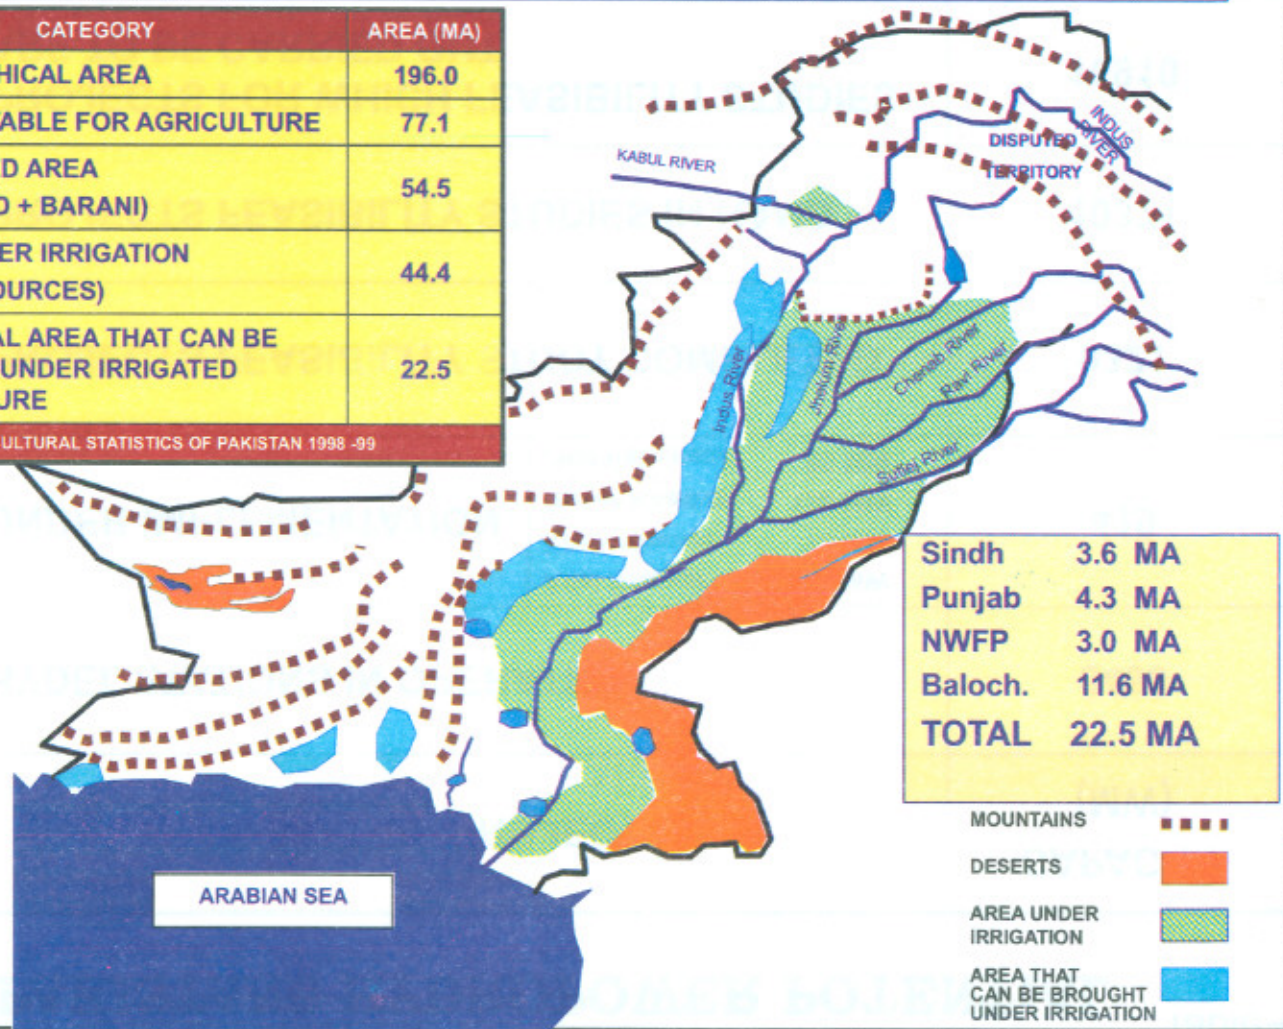 CATEGORY AREA (MA)
HICAL AREA 196.0
ABLE FOR AGRICULTURE 77.1
D AREA
D + BARANI) 54.5
ER IRRIGATION
OURCES) 44.4
AL AREA THAT CAN BE
UNDER IRRIGATED 22.5
URE
CULTURAL STATISTICS OF PAKISTAN 1998 -99
KABUL RIVER
INDUS
RIVER
DISPUTED
TERRITORY
Indus River
Jhelum River
Chenab River
Ravi River
Sutlej River
Sindh 3.6 MA
Punjab 4.3 MA
NWFP 3.0 MA
Baloch. 11.6 MA
TOTAL 22.5 MA
ARABIAN SEA
MOUNTAINS
DESERTS
AREA UNDER
IRRIGATION
AREA THAT
CAN BE BROUGHT
UNDER IRRIGATION